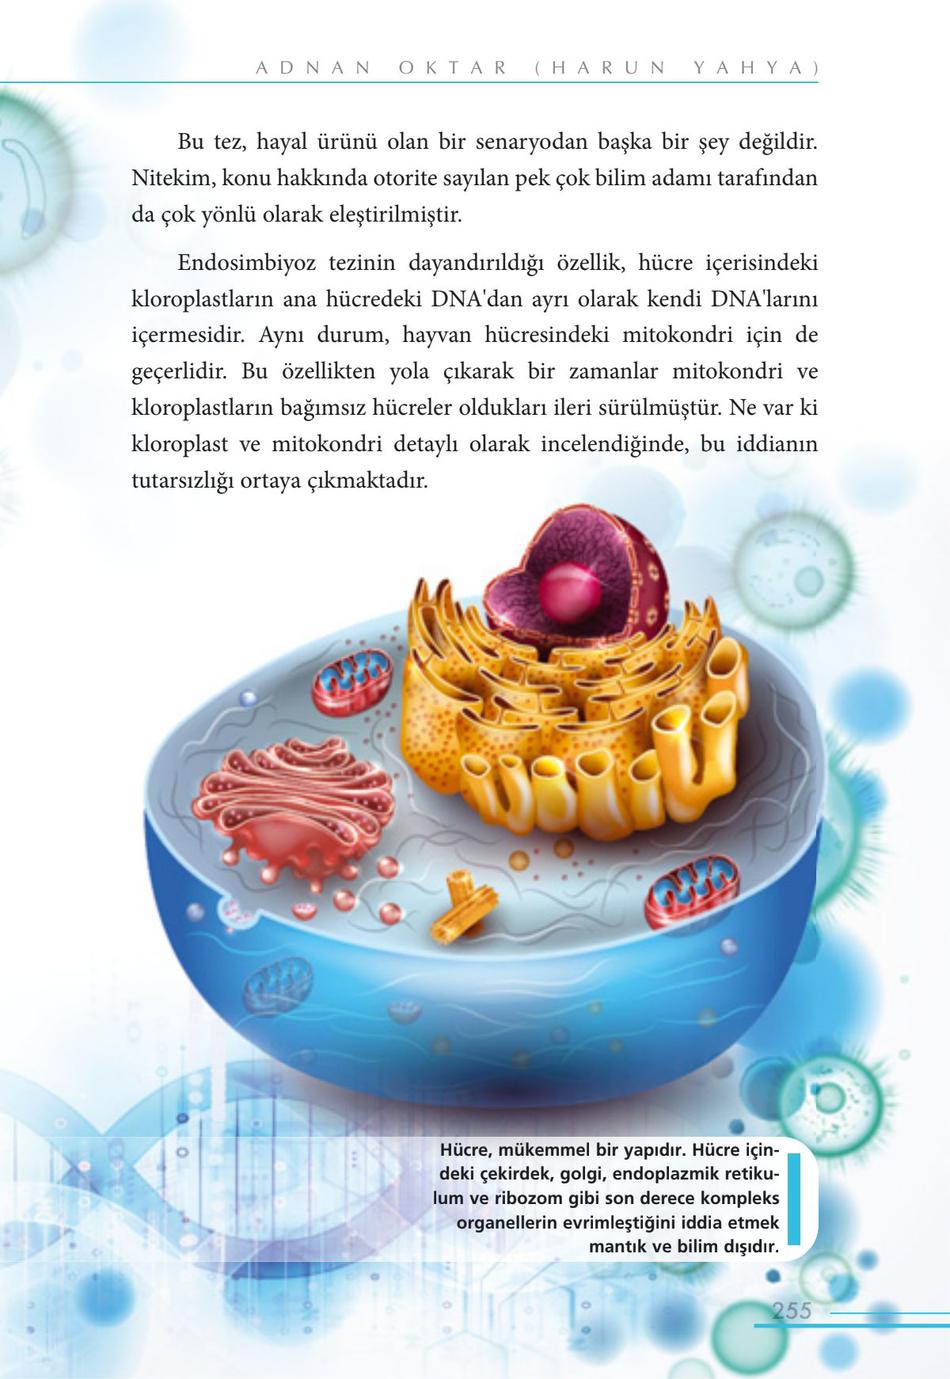 ADNAN OKTAR (HARUN YAHYA)
Bu tez, hayal ürünü olan bir senaryodan başka bir şey değildir.
Nitekim, konu hakkında otorite sayılan pek çok bilim adamı tarafından
da çok yönlü olarak eleştirilmiştir.
Endosimbiyoz tezinin dayandırıldığı özellik, hücre içerisindeki
kloroplastların ana hücredeki DNA'dan ayrı olarak kendi DNA'larını
içermesidir. Aynı durum, hayvan hücresindeki mitokondri için de
geçerlidir. Bu özellikten yola çıkarak bir zamanlar mitokondri ve
kloroplastların bağımsız hücreler oldukları ileri sürülmüştür. Ne var ki
kloroplast ve mitokondri detaylı olarak incelendiğinde, bu iddianın
tutarsızlığı ortaya çıkmaktadır.
Hücre, mükemmel bir yapıdır. Hücre için-
deki çekirdek, golgi, endoplazmik retiku-
lum ve ribozom gibi son derece kompleks
organellerin evrimleştiğini iddia etmek
mantık ve bilim dışıdır.
255